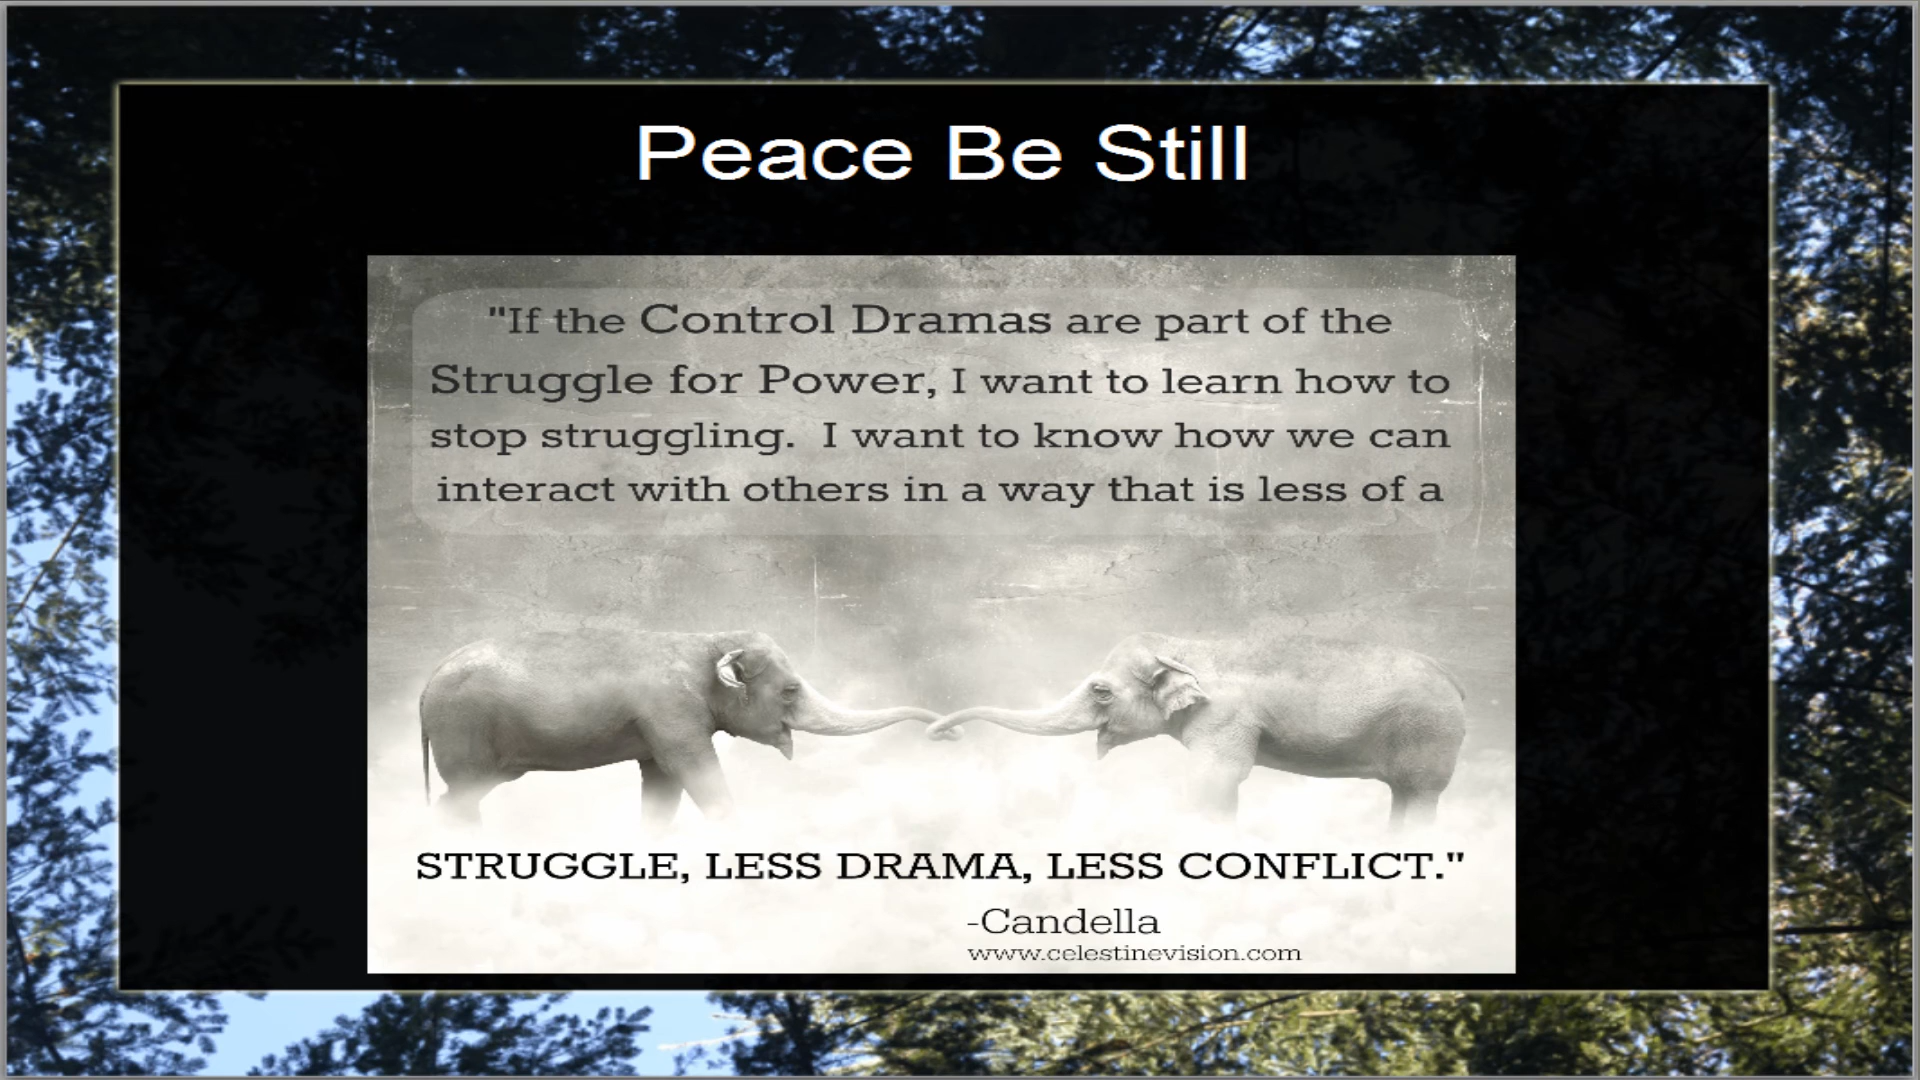 Peace Be Still
"If the Control Dramas are part of the
Struggle for Power, I want to learn how to
stop struggling.  I want to know how we can
interact with others in a way that is less of a
STRUGGLE, LESS DRAMA, LESS CONFLICT."
-Candella
www.celestinevision.com